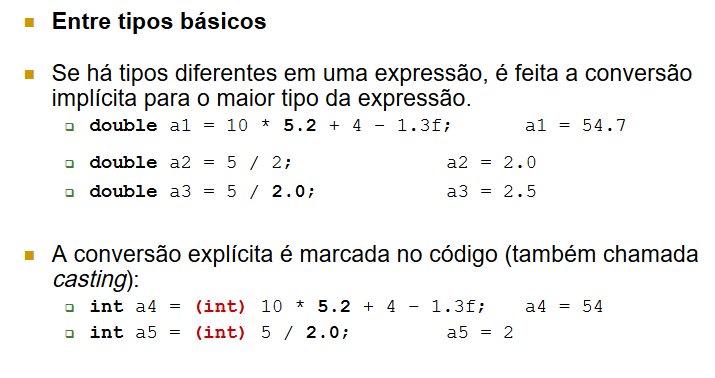 Entre tipos básicos
Se há tipos diferentes em uma expressão, é feita a conversão
implícita para o maior tipo da expressão.
double a1 = 10 * 5.2 + 4 - 1.3f; a1 = 54.7
double a2 = 5 / 2; a2 = 2.0
double a3 = 5 / 2.0; a3 = 2.5
A conversão explícita é marcada no código (também chamada
casting):
int a4 = (int) 10 * 5.2 + 4 - 1.3f; a4 = 54
int a5 = (int) 5 / 2.0; a5 = 2